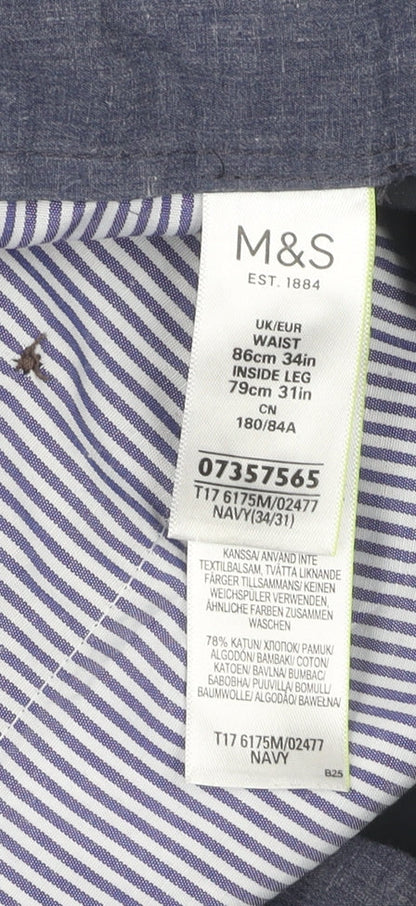 M&S
EST. 1884
UK/EUR
WAIST
86cm 34in
INSIDE LEG
79cm 31in
CN
180/84A
07357565
T17 6175M/02477
NAVY(34/31)
KANSSA/ ANVÄND INTE
TEXTILBALSAM, TVÄTTA LIKNANDE
FÄRGER TILLSAMMANS/ KEINEN
WEICHSPÜLER VERWENDEN,
ÄHNLICHE FARBEN ZUSAMMEN
WASCHEN
78% KATUN/ ХЛОПОК/ PAMUK/
ALGODÓN/ BAMBAKI/ COTON/
KATOEN/ BAVLNA/ BUMBAC/
БАВОВНА/ PUUVILLA/ BOMULL/
BAUMWOLLE/ ALGODÃO/ BAWEŁNA/
T17 6175M/02477
NAVY
B25